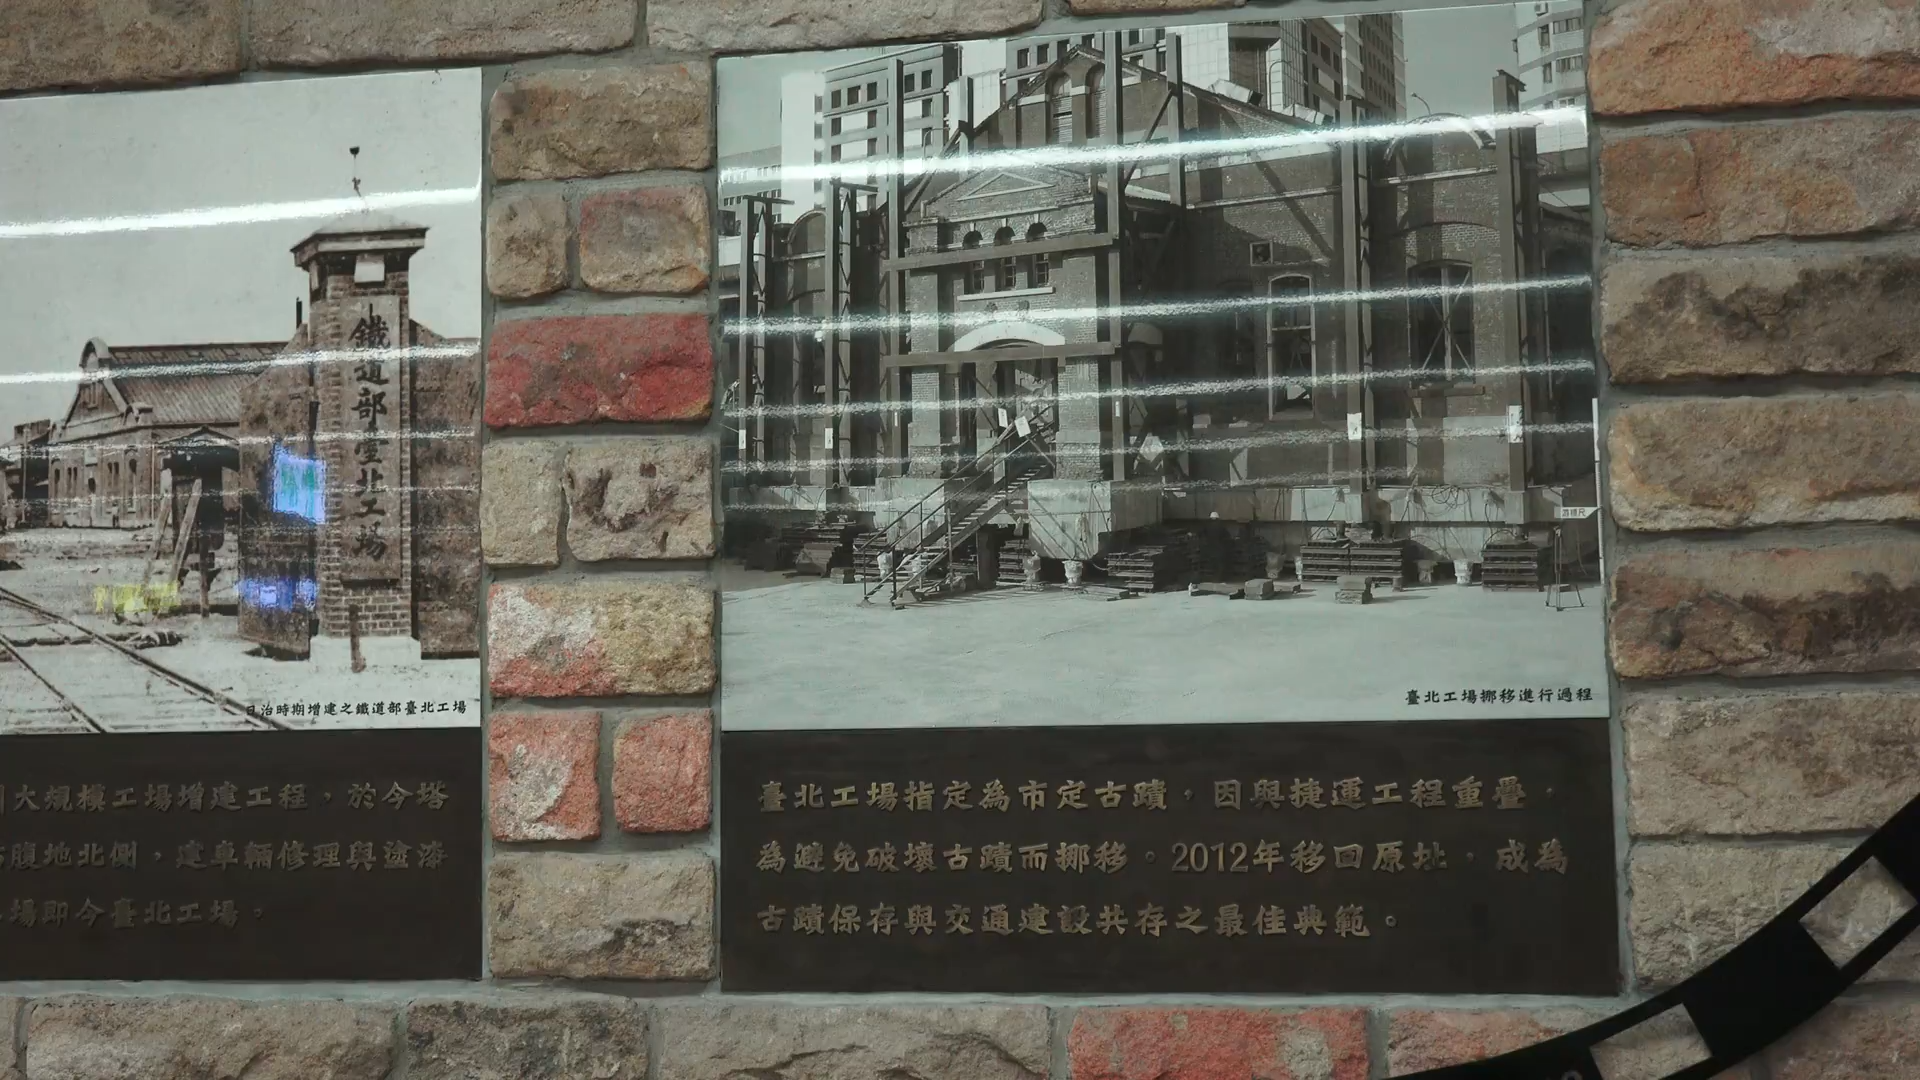 鐵道部臺北工場
日治時期增建之鐵道部臺北工場
大規模工場增建工程，於今塔
腹地北側，建車輛修理與塗漆
場即今臺北工場。
游標尺
臺北工場挪移進行過程
臺北工場指定為市定古蹟，因與捷運工程重疊，
為避免破壞古蹟而挪移。2012年移回原址，成為
古蹟保存與交通建設共存之最佳典範。